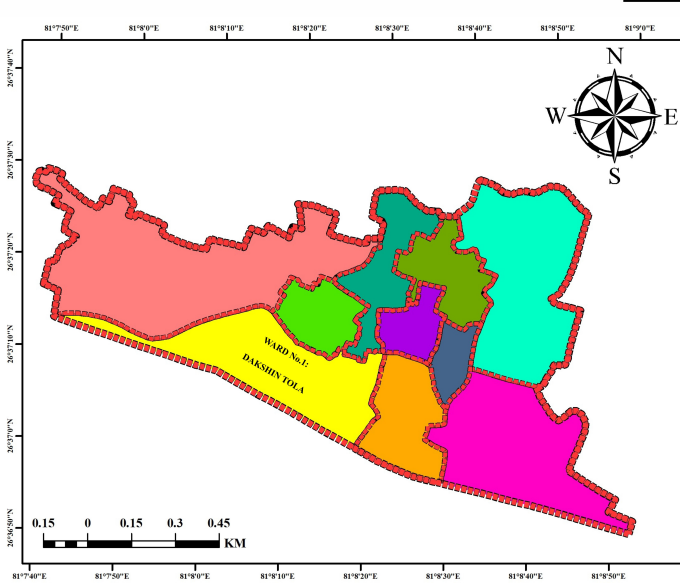 81°7'50"E 81°8'0"E 81°8'10"E 81°8'20"E 81°8'30"E 81°8'40"E 81°8'50"E 81°9'0"E
26°37'40"N
N
W E
S
26°37'30"N
26°37'20"N
26°37'10"N
WARD No.1:
DAKSHIN TOLA
26°37'0"N
26°36'50"N
0.15 0 0.15 0.3 0.45
KM
81°7'40"E 81°7'50"E 81°8'0"E 81°8'10"E 81°8'20"E 81°8'30"E 81°8'40"E 81°8'50"E